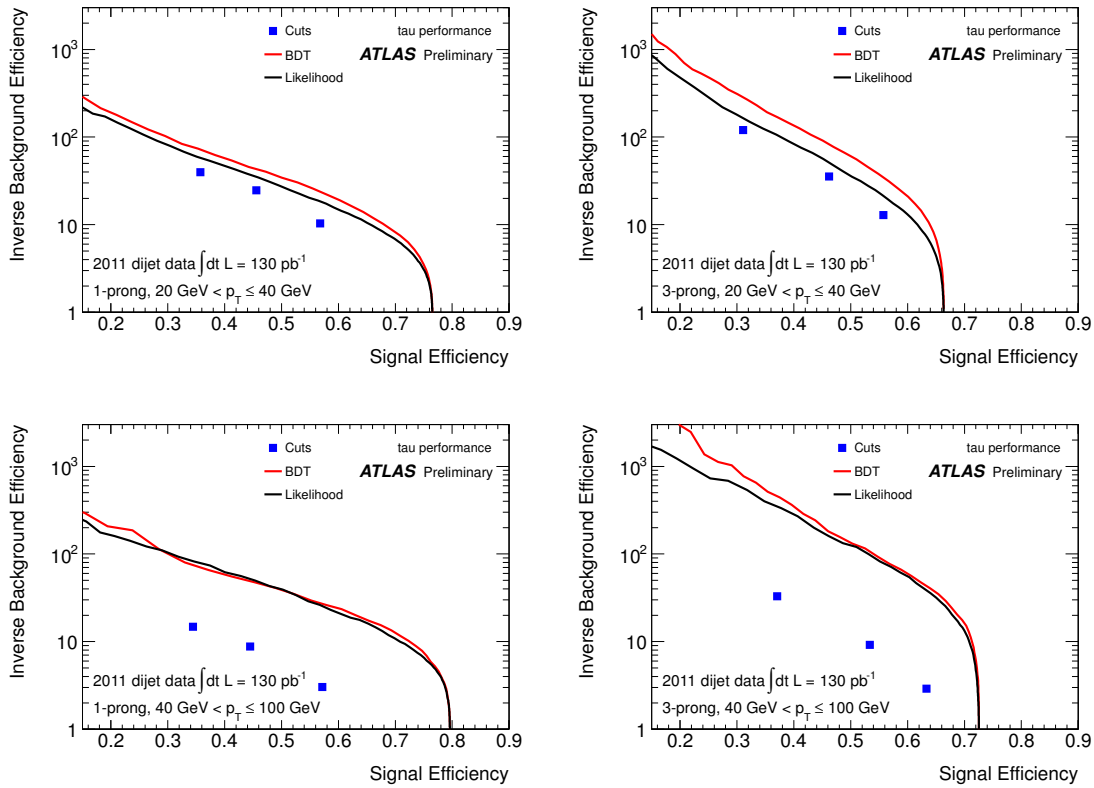 Inverse Background Efficiency
10³
10²
10
1
Cuts
BDT
Likelihood
tau performance
ATLAS Preliminary
2011 dijet data ∫dt L = 130 pb⁻¹
1-prong, 20 GeV < p_T ≤ 40 GeV
0.2 0.3 0.4 0.5 0.6 0.7 0.8 0.9
Signal Efficiency
Inverse Background Efficiency
10³
10²
10
1
Cuts
BDT
Likelihood
tau performance
ATLAS Preliminary
2011 dijet data ∫dt L = 130 pb⁻¹
3-prong, 20 GeV < p_T ≤ 40 GeV
0.2 0.3 0.4 0.5 0.6 0.7 0.8 0.9
Signal Efficiency
Inverse Background Efficiency
10³
10²
10
1
Cuts
BDT
Likelihood
tau performance
ATLAS Preliminary
2011 dijet data ∫dt L = 130 pb⁻¹
1-prong, 40 GeV < p_T ≤ 100 GeV
0.2 0.3 0.4 0.5 0.6 0.7 0.8 0.9
Signal Efficiency
Inverse Background Efficiency
10³
10²
10
1
Cuts
BDT
Likelihood
tau performance
ATLAS Preliminary
2011 dijet data ∫dt L = 130 pb⁻¹
3-prong, 40 GeV < p_T ≤ 100 GeV
0.2 0.3 0.4 0.5 0.6 0.7 0.8 0.9
Signal Efficiency